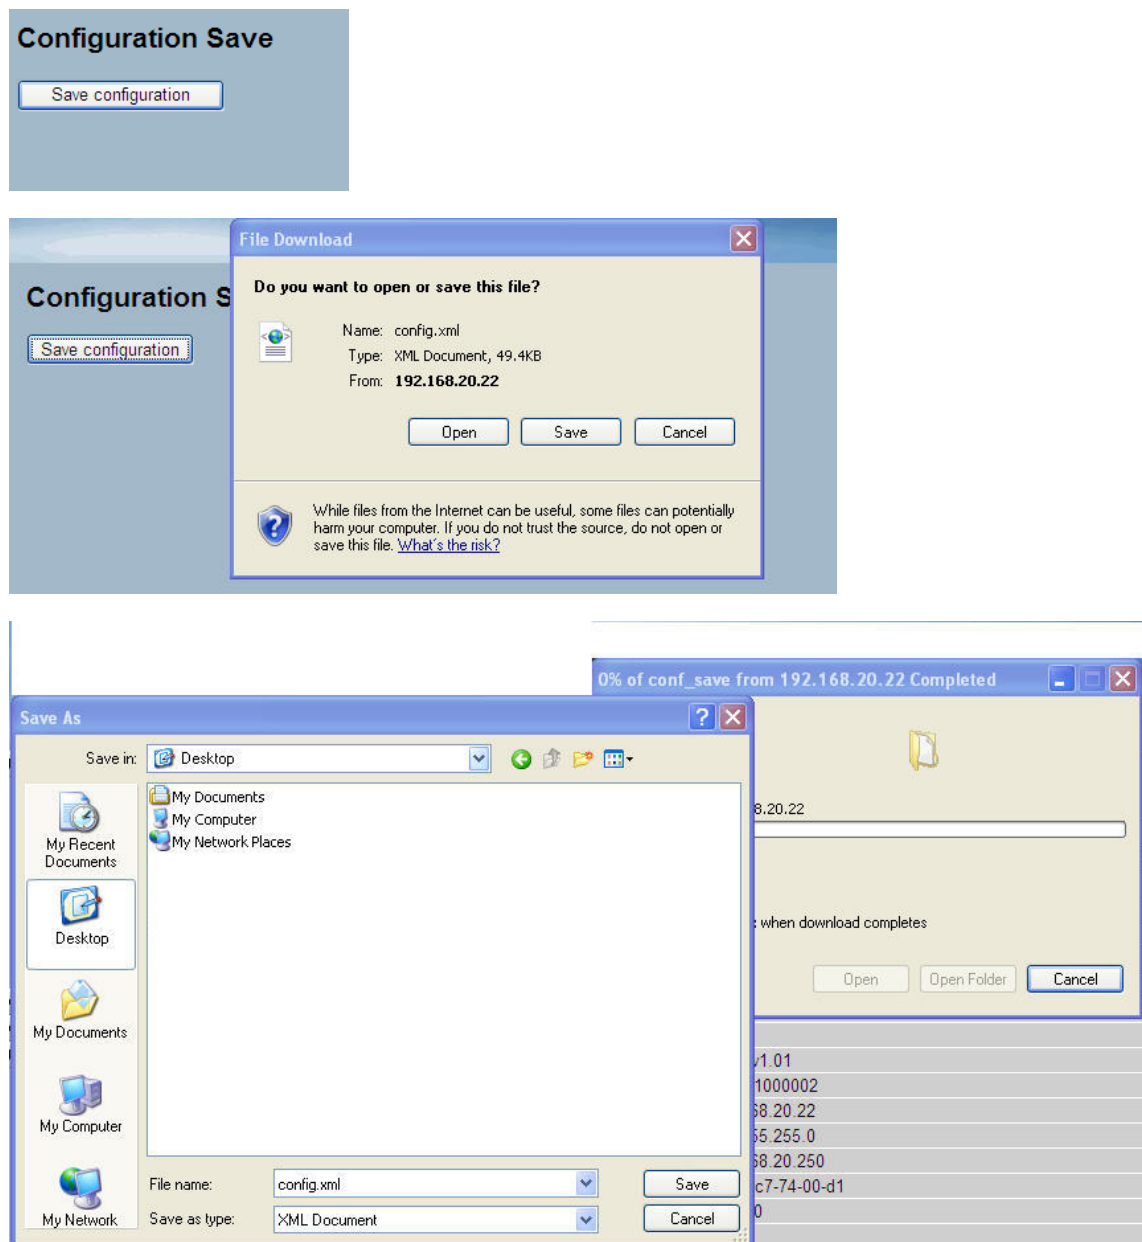 Configuration Save
Save configuration
File Download
Configuration S
Save configuration
Do you want to open or save this file?
Name: config.xml
Type: XML Document, 49.4KB
From: 192.168.20.22
Open Save Cancel
While files from the Internet can be useful, some files can potentially
harm your computer. If you do not trust the source, do not open or
save this file. What's the risk?
0% of conf_save from 192.168.20.22 Completed
Save As
Save in: Desktop
My Documents
My Computer
My Network Places
My Recent
Documents
Desktop
My Documents
My Computer
My Network
File name: config.xml Save
Save as type: XML Document Cancel
8.20.22
when download completes
Open Open Folder Cancel
v1.01
1000002
68.20.22
55.255.0
68.20.250
c7-74-00-d1
0